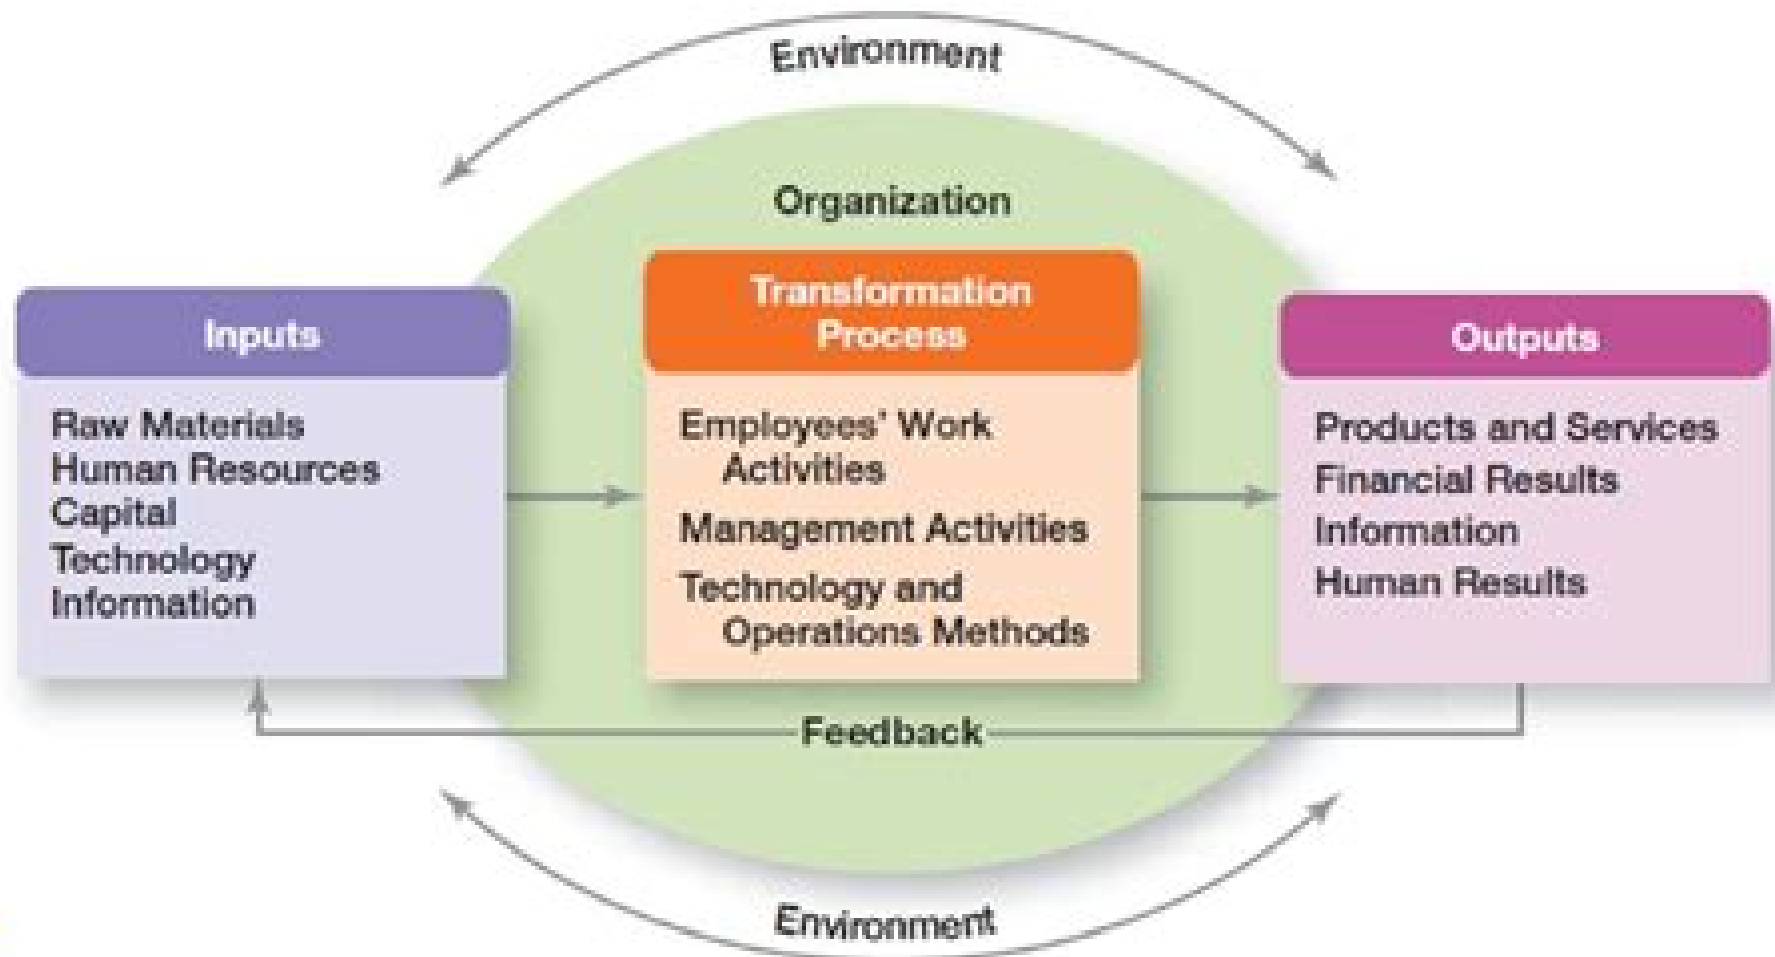 Environment
Organization
Inputs
Raw Materials
Human Resources
Capital
Technology
Information
Transformation
Process
Employees' Work
Activities
Management Activities
Technology and
Operations Methods
Outputs
Products and Services
Financial Results
Information
Human Results
Feedback
Environment